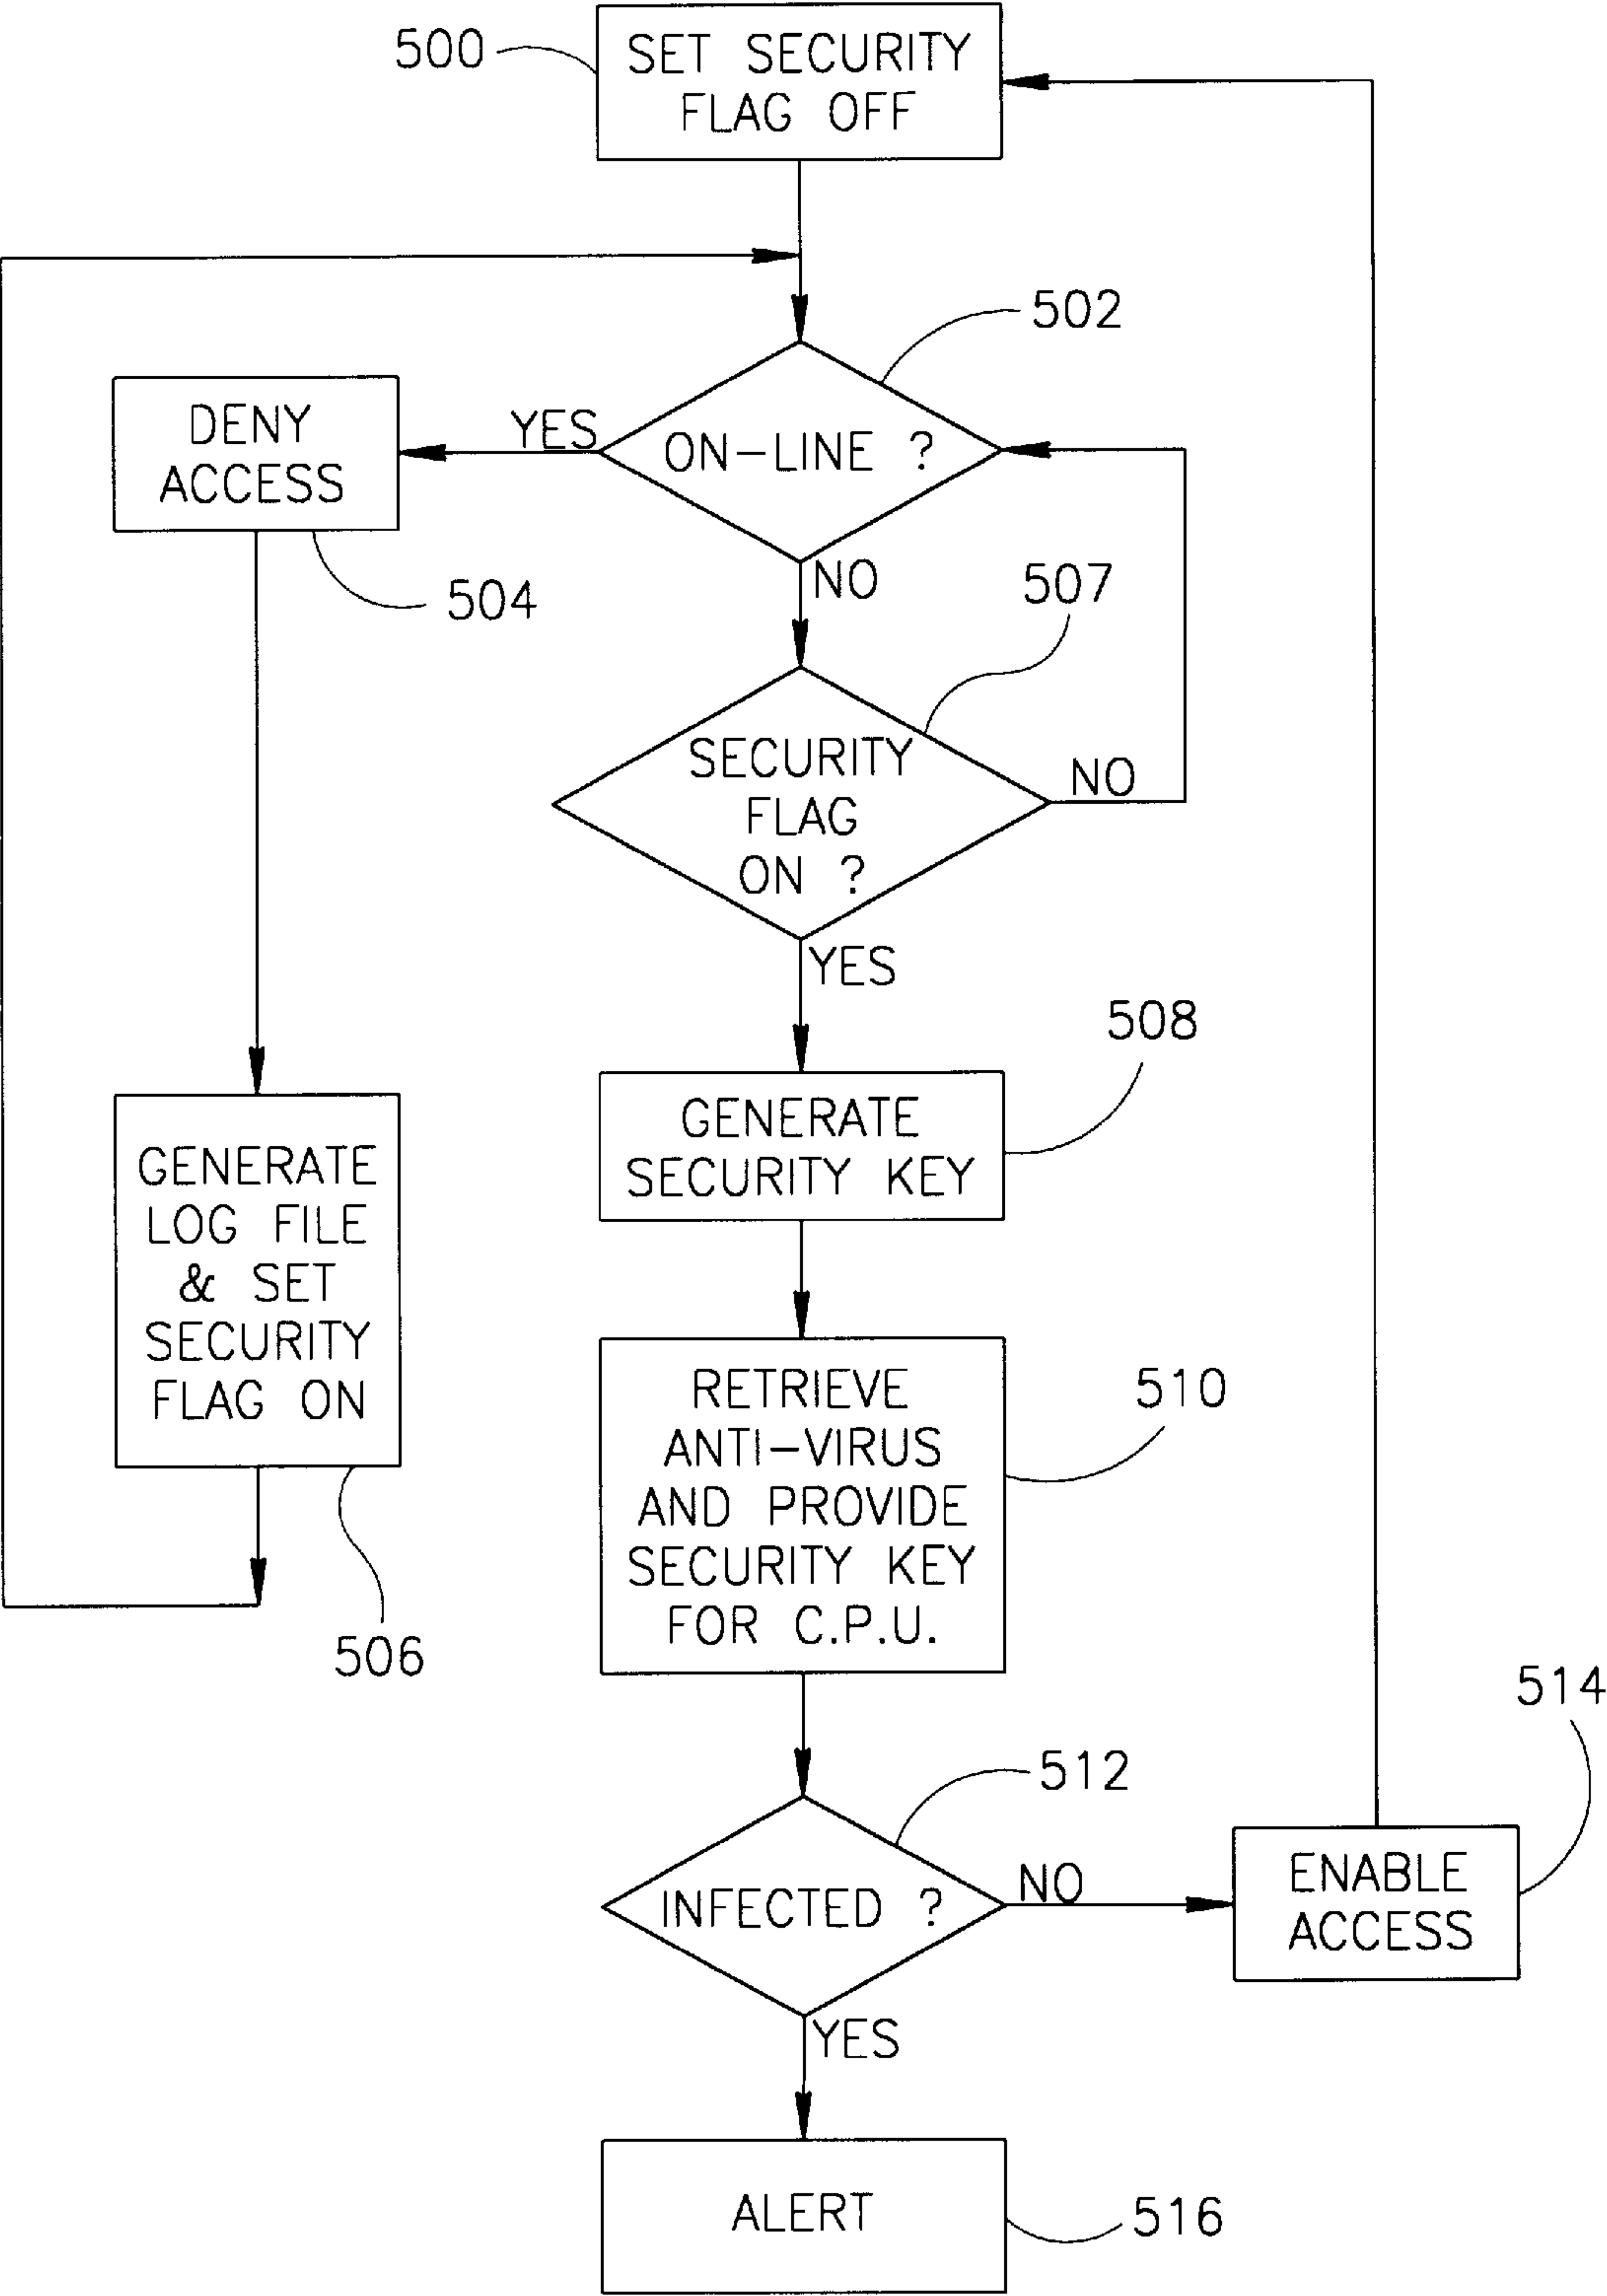 500
SET SECURITY
FLAG OFF
502
DENY
ACCESS
YES
ON-LINE ?
504
NO
507
SECURITY
FLAG
ON ?
NO
YES
508
GENERATE
SECURITY KEY
GENERATE
LOG FILE
& SET
SECURITY
FLAG ON
506
RETRIEVE
ANTI-VIRUS
AND PROVIDE
SECURITY KEY
FOR C.P.U.
510
512
514
INFECTED ?
NO
ENABLE
ACCESS
YES
ALERT
516